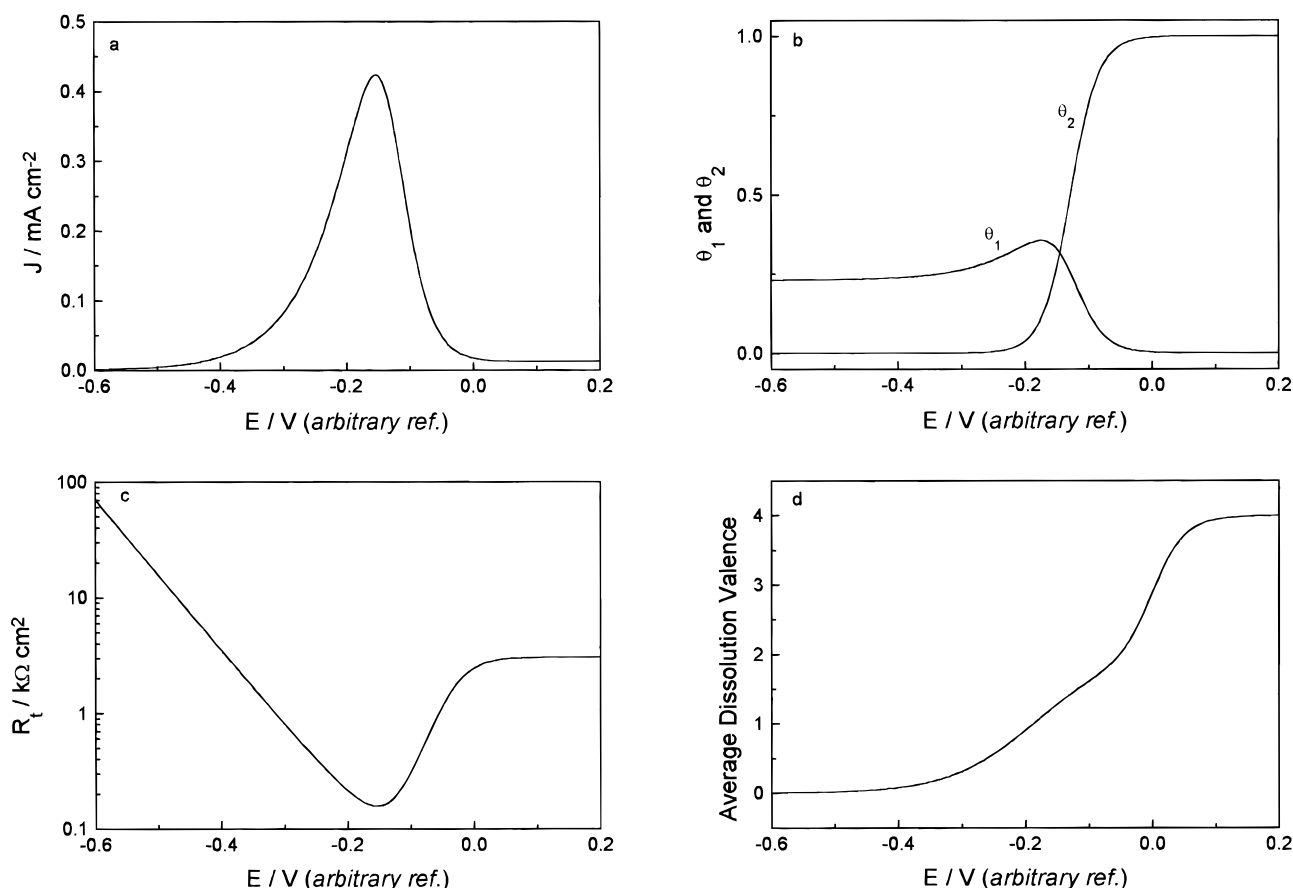 a
0.5
0.4
0.3
0.2
0.1
0.0
J / mA cm-2
-0.6 -0.4 -0.2 0.0 0.2
E / V (arbitrary ref.)
b
1.0
0.5
0.0
θ1 and θ2
θ2
θ1
-0.6 -0.4 -0.2 0.0 0.2
E / V (arbitrary ref.)
c
100
10
1
0.1
Rt / kΩ cm2
-0.6 -0.4 -0.2 0.0 0.2
E / V (arbitrary ref.)
d
4
3
2
1
0
Average Dissolution Valence
-0.6 -0.4 -0.2 0.0 0.2
E / V (arbitrary ref.)